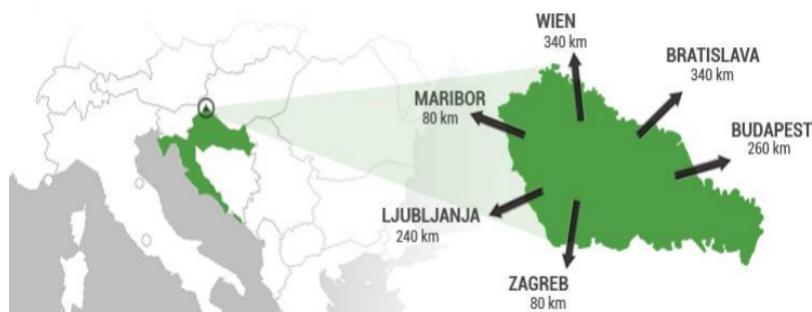 WIEN
340 km
BRATISLAVA
340 km
MARIBOR
80 km
BUDAPEST
260 km
LJUBLJANJA
240 km
ZAGREB
80 km